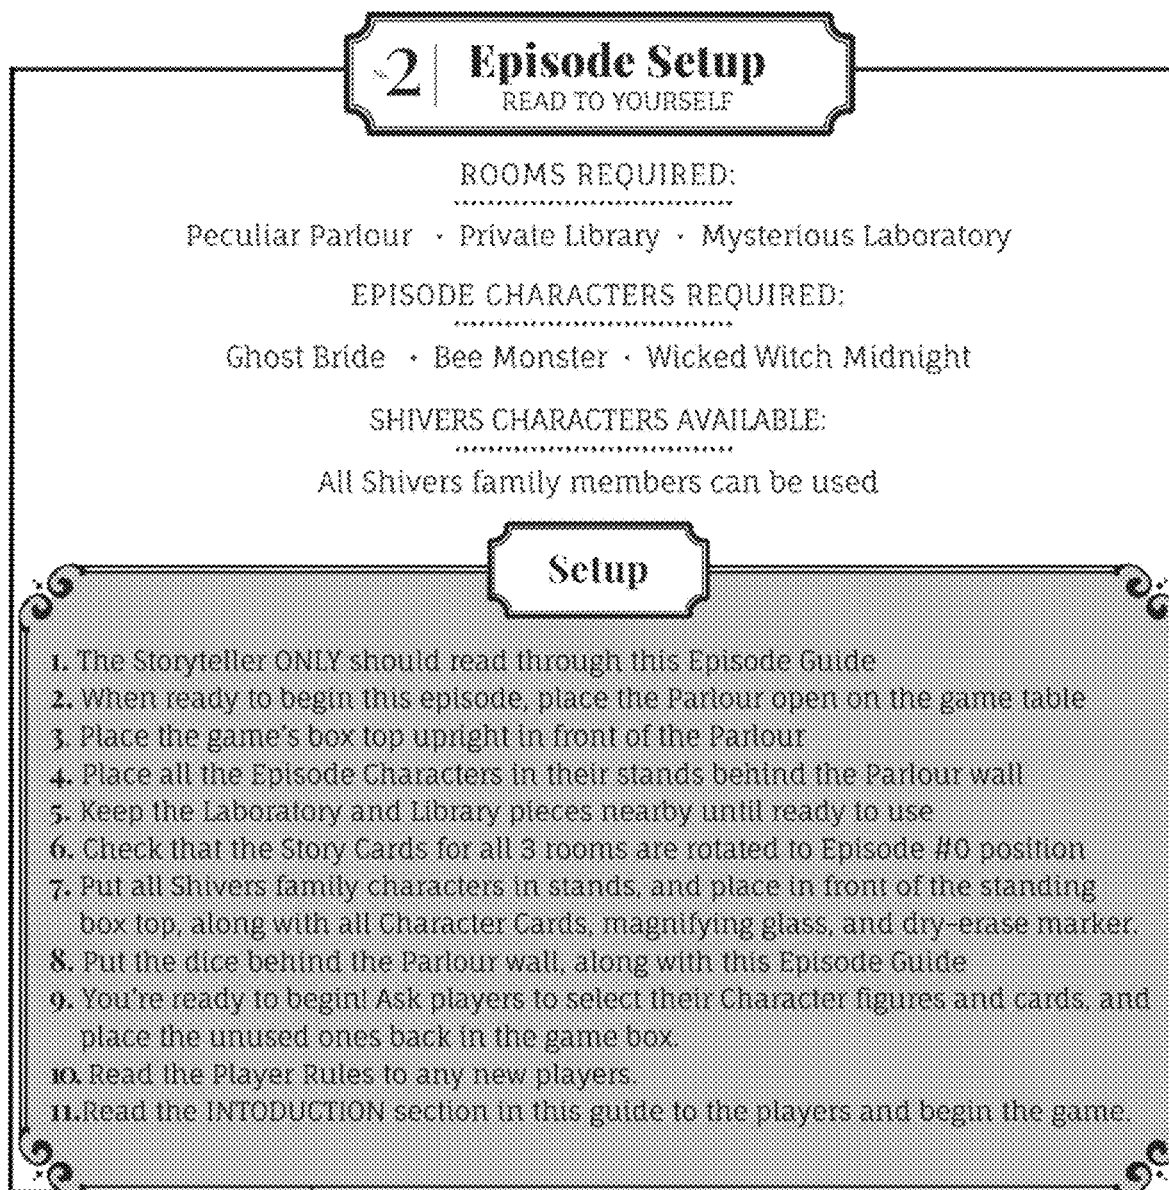 2
Episode Setup
READ TO YOURSELF
ROOMS REQUIRED:
Peculiar Parlour · Private Library · Mysterious Laboratory
EPISODE CHARACTERS REQUIRED:
Ghost Bride · Bee Monster · Wicked Witch Midnight
SHIVERS CHARACTERS AVAILABLE:
All Shivers family members can be used
Setup
1. The Storyteller ONLY should read through this Episode Guide
2. When ready to begin this episode, place the Parlour open on the game table
3. Place the game's box top upright in front of the Parlour
4. Place all the Episode Characters in their stands behind the Parlour wall
5. Keep the Laboratory and Library pieces nearby until ready to use
6. Check that the Story Cards for all 3 rooms are rotated to Episode #0 position
7. Put all Shivers family characters in stands, and place in front of the standing
box top, along with all Character Cards, magnifying glass, and dry-erase marker.
8. Put the dice behind the Parlour wall, along with this Episode Guide
9. You're ready to begin! Ask players to select their Character figures and cards, and
place the unused ones back in the game box.
10. Read the Player Rules to any new players.
11.Read the INTODUCTION section in this guide to the players and begin the game.